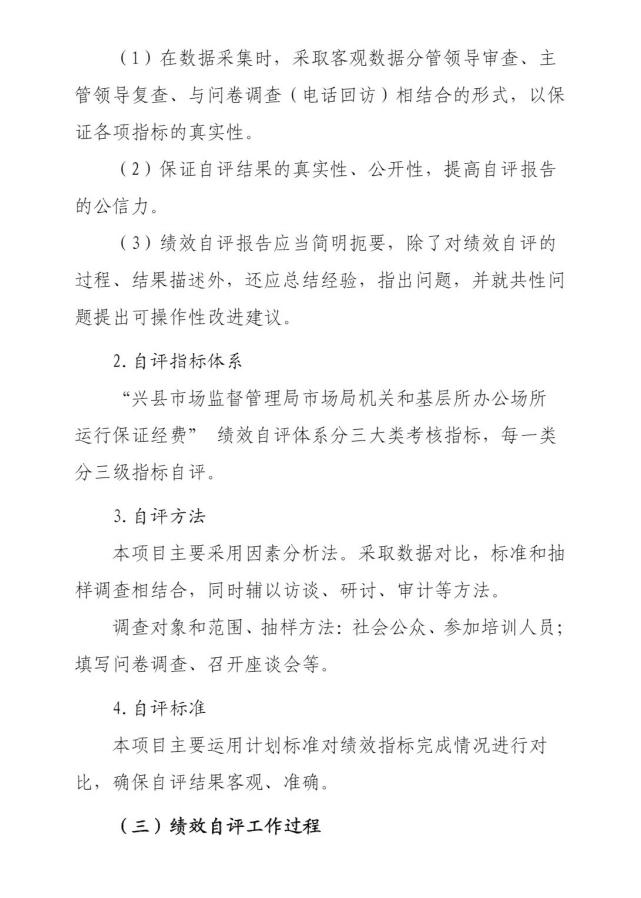 （1）在数据采集时，采取客观数据分管领导审查、主
管领导复查、与问卷调查（电话回访）相结合的形式，以保
证各项指标的真实性。
（2）保证自评结果的真实性、公开性，提高自评报告
的公信力。
（3）绩效自评报告应当简明扼要，除了对绩效自评的
过程、结果描述外，还应总结经验，指出问题，并就共性问
题提出可操作性改进建议。
2.自评指标体系
“兴县市场监督管理局市场局机关和基层所办公场所
运行保证经费” 绩效自评体系分三大类考核指标，每一类
分三级指标自评。
3.自评方法
本项目主要采用因素分析法。采取数据对比，标准和抽
样调查相结合，同时辅以访谈、研讨、审计等方法。
调查对象和范围、抽样方法：社会公众、参加培训人员；
填写问卷调查、召开座谈会等。
4.自评标准
本项目主要运用计划标准对绩效指标完成情况进行对
比，确保自评结果客观、准确。
（三）绩效自评工作过程